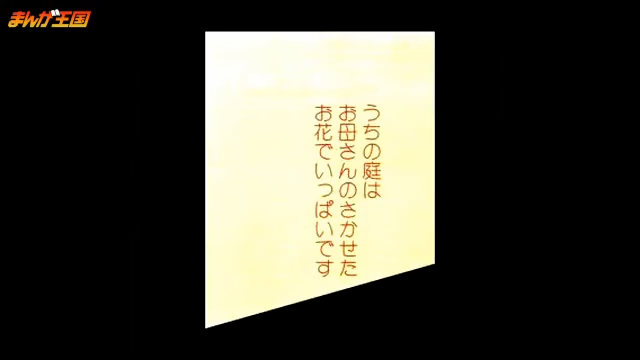 まんが王国
うちの庭は
お母さんのさかせた
お花でいっぱいです